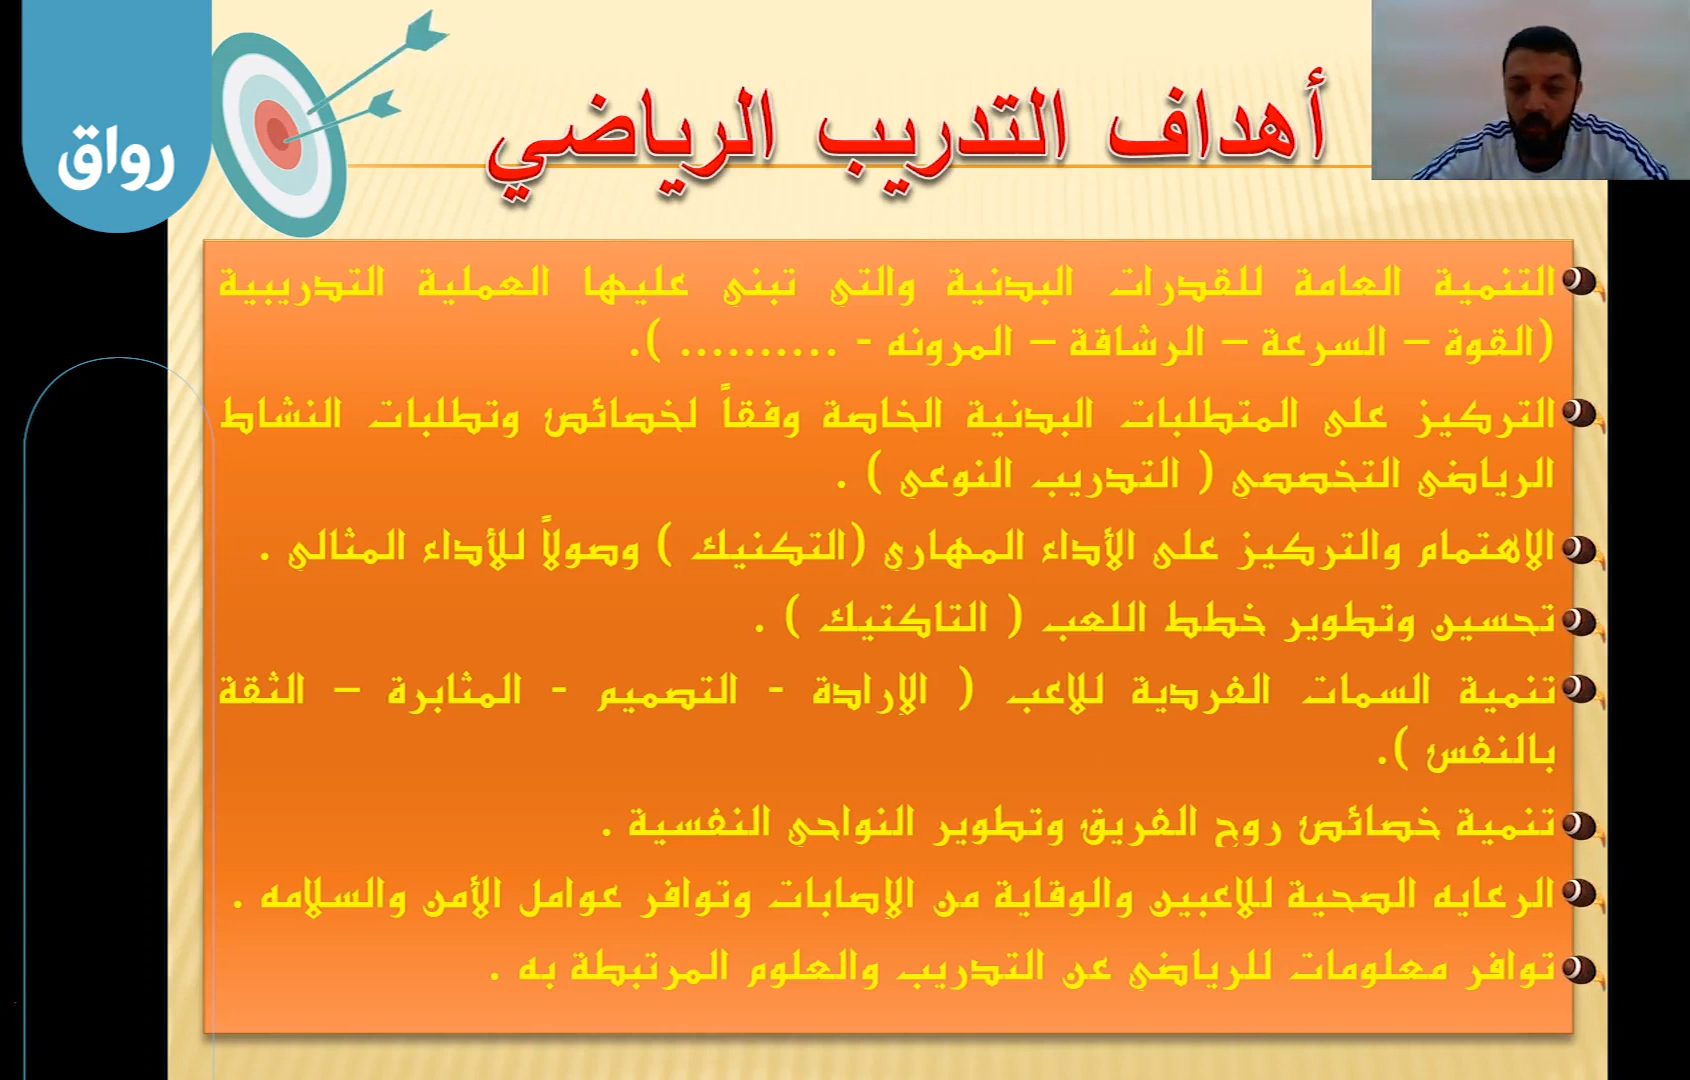 رواق
أهداف التدريب الرياضي
التنمية العامة للقدرات البدنية والتى تبنى عليها العملية التدريبية
(القوة – السرعة – الرشاقة – المرونه - .......... ).
التركيز على المتطلبات البدنية الخاصة وفقاً لخصائص وتطلبات النشاط
الرياضى التخصصى ( التدريب النوعى ) .
الاهتمام والتركيز على الأداء المهارى (التكنيك ) وصولاً للأداء المثالى .
تحسين وتطوير خطط اللعب ( التاكتيك ) .
تنمية السمات الفردية للاعب ( الإرادة - التصميم - المثابرة – الثقة
بالنفس ).
تنمية خصائص روح الفريق وتطوير النواحى النفسية .
الرعايه الصحية للاعبين والوقاية من الإصابات وتوافر عوامل الأمن والسلامه .
توافر معلومات للرياضى عن التدريب والعلوم المرتبطة به .